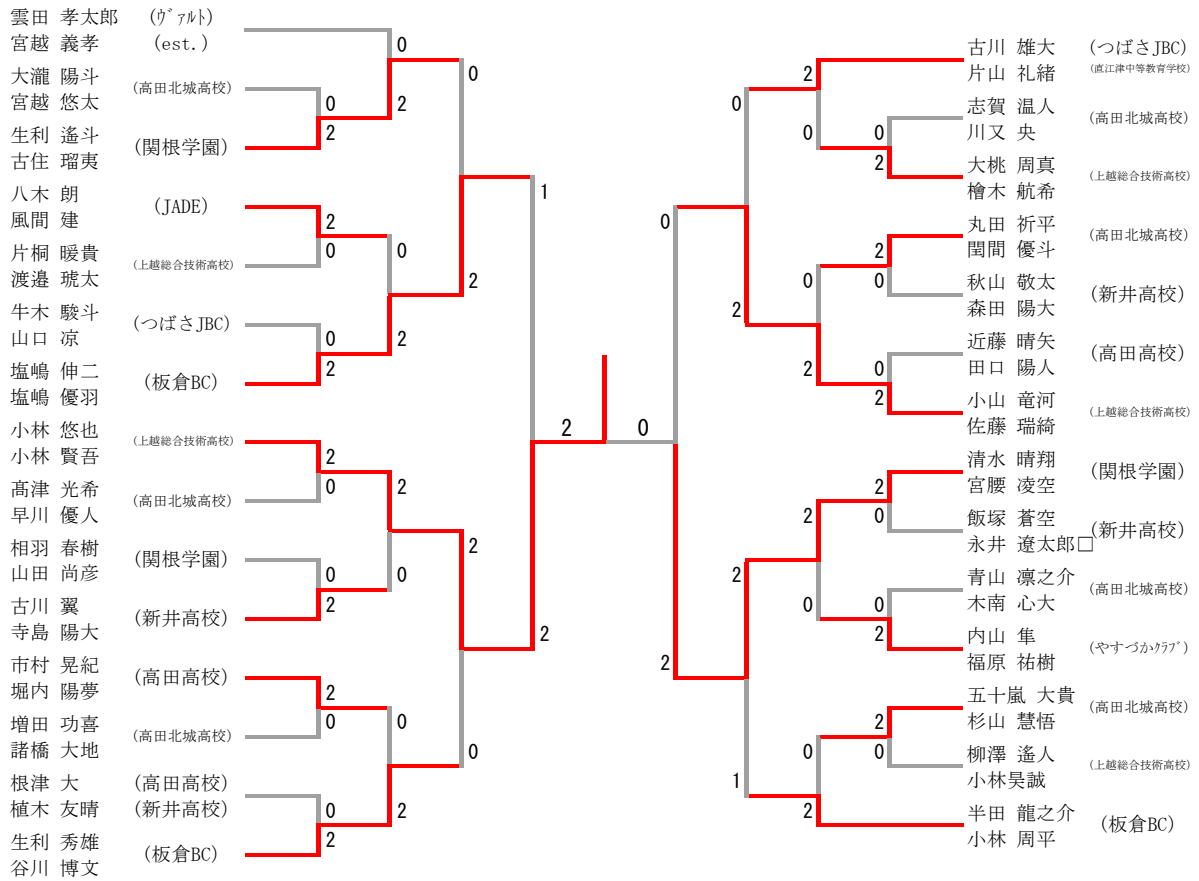 雲田 孝太郎 (ヴァルト)
宮越 義孝 (est.)
大瀧 陽斗
宮越 悠太
(高田北城高校)
生利 遙斗
古住 瑠夷
(関根学園)
八木 朗
風間 建
(JADE)
片桐 暖貴
渡邉 琥太
(上越総合技術高校)
牛木 駿斗
山口 凉
(つばさJBC)
塩嶋 伸二
塩嶋 優羽
(板倉BC)
小林 悠也
小林 賢吾
(上越総合技術高校)
髙津 光希
早川 優人
(高田北城高校)
相羽 春樹
山田 尚彦
(関根学園)
古川 翼
寺島 陽大
(新井高校)
市村 晃紀
堀内 陽夢
(高田高校)
増田 功喜
諸橋 大地
(高田北城高校)
根津 大 (高田高校)
植木 友晴 (新井高校)
生利 秀雄
谷川 博文
(板倉BC)
0
2
2
0
0
2
2
0
0
2
2
0
0
2
0
2
0
2
2
0
0
2
0
2
2
0
1
2
2
0
0
2
0
2
2
0
0
2
2
0
2
0
0
2
2
0
0
2
2
0
0
2
2
0
0
2
2
0
古川 雄大 (つばさJBC)
片山 礼緒 (直江津中等教育学校)
志賀 温人
川又 央
(高田北城高校)
大桃 周真
檜木 航希
(上越総合技術高校)
丸田 祈平
閏間 優斗
(高田北城高校)
秋山 敬太
森田 陽大
(新井高校)
近藤 晴矢
田口 陽人
(高田高校)
小山 竜河
佐藤 瑞綺
(上越総合技術高校)
清水 晴翔
宮腰 凌空
(関根学園)
飯塚 蒼空
永井 遼太郎□
(新井高校)
青山 凛之介
木南 心大
(高田北城高校)
内山 隼
福原 祐樹
(やすづかクラブ)
五十嵐 大貴
杉山 慧悟
(高田北城高校)
柳澤 遙人
小林昊誠
(上越総合技術高校)
半田 龍之介
小林 周平
(板倉BC)